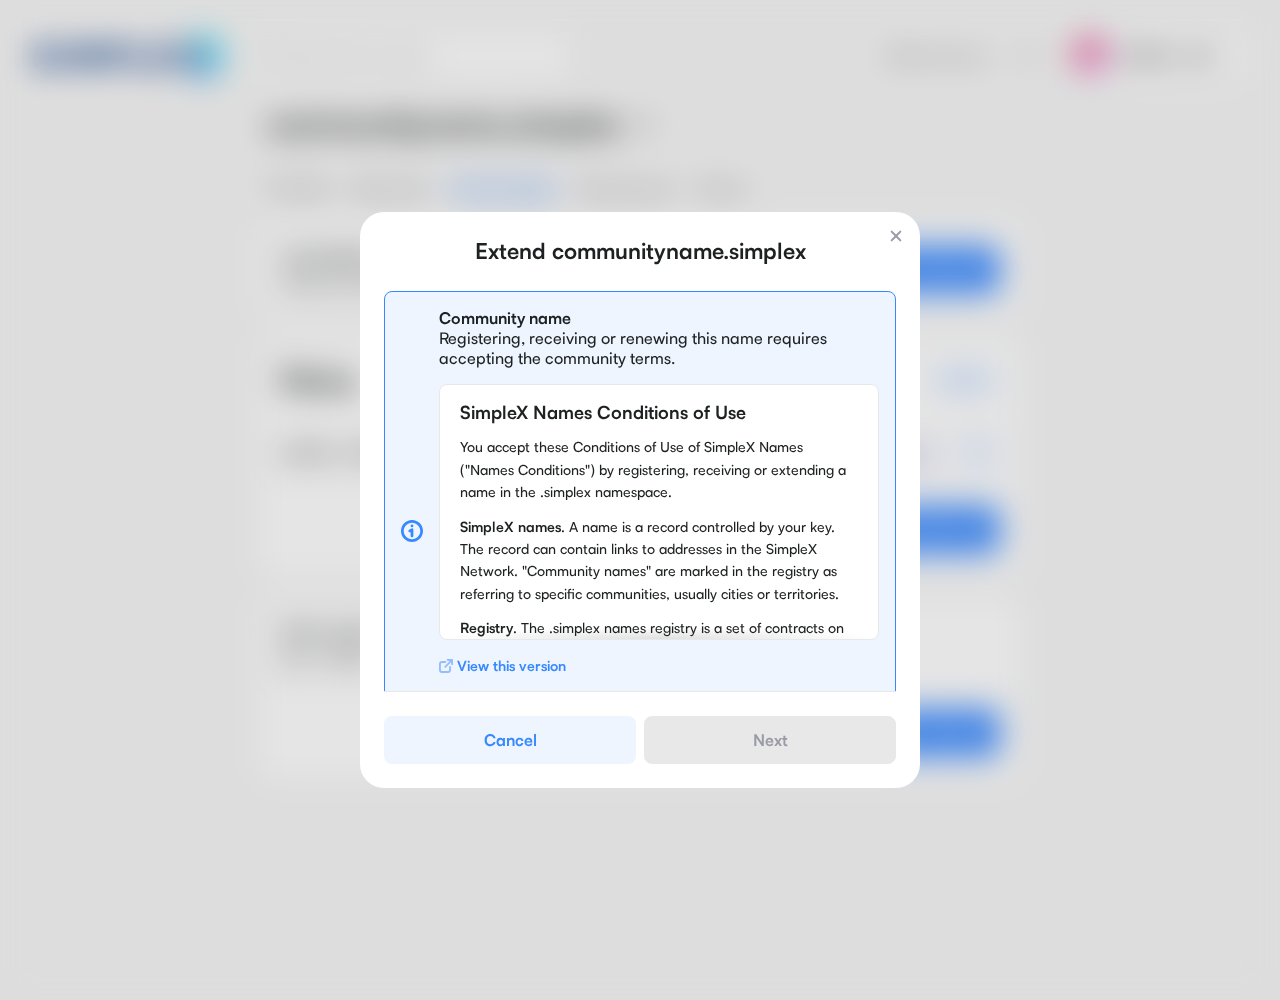 Extend communityname.simplex
Community name
Registering, receiving or renewing this name requires
accepting the community terms.
SimpleX Names Conditions of Use
You accept these Conditions of Use of SimpleX Names
("Names Conditions") by registering, receiving or extending a
name in the .simplex namespace.
SimpleX names. A name is a record controlled by your key.
The record can contain links to addresses in the SimpleX
Network. "Community names" are marked in the registry as
referring to specific communities, usually cities or territories.
Registry. The .simplex names registry is a set of contracts on
View this version
Cancel
Next